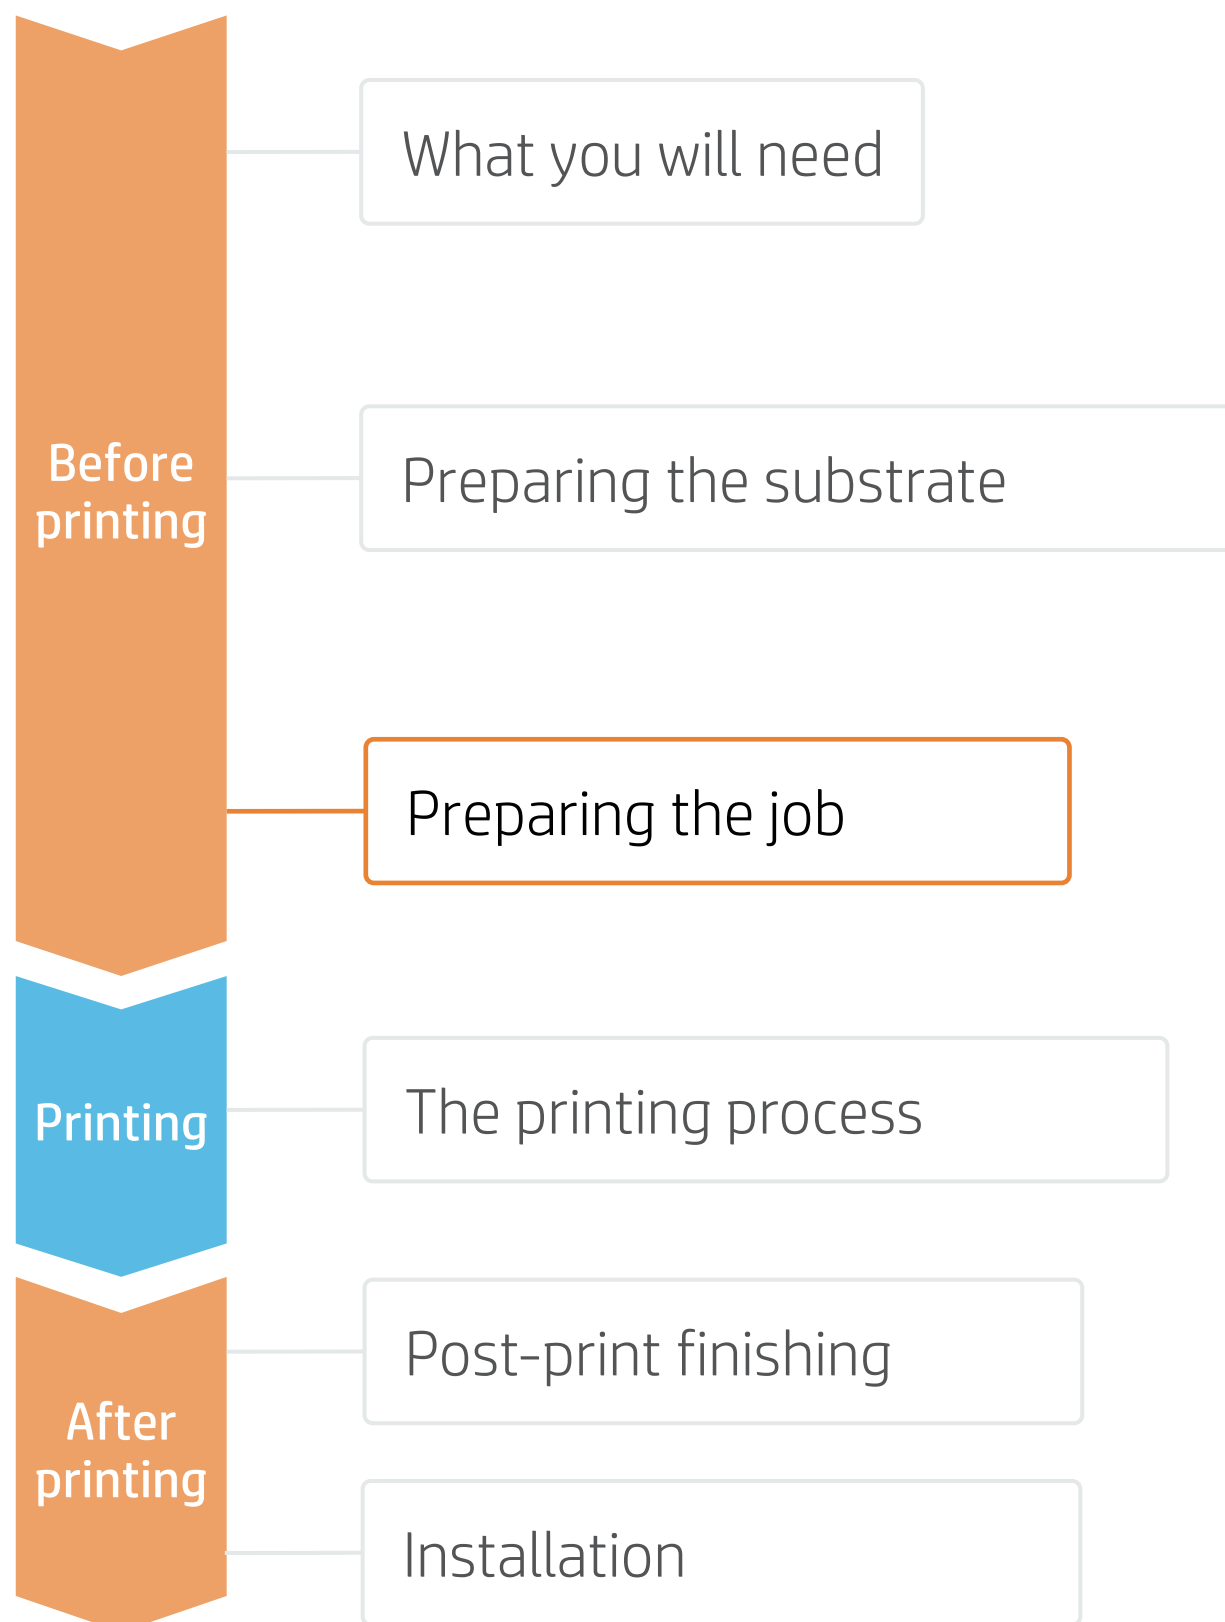 What you will need
Before
printing
Preparing the substrate
Preparing the job
Printing
The printing process
After
printing
Post-print finishing
Installation